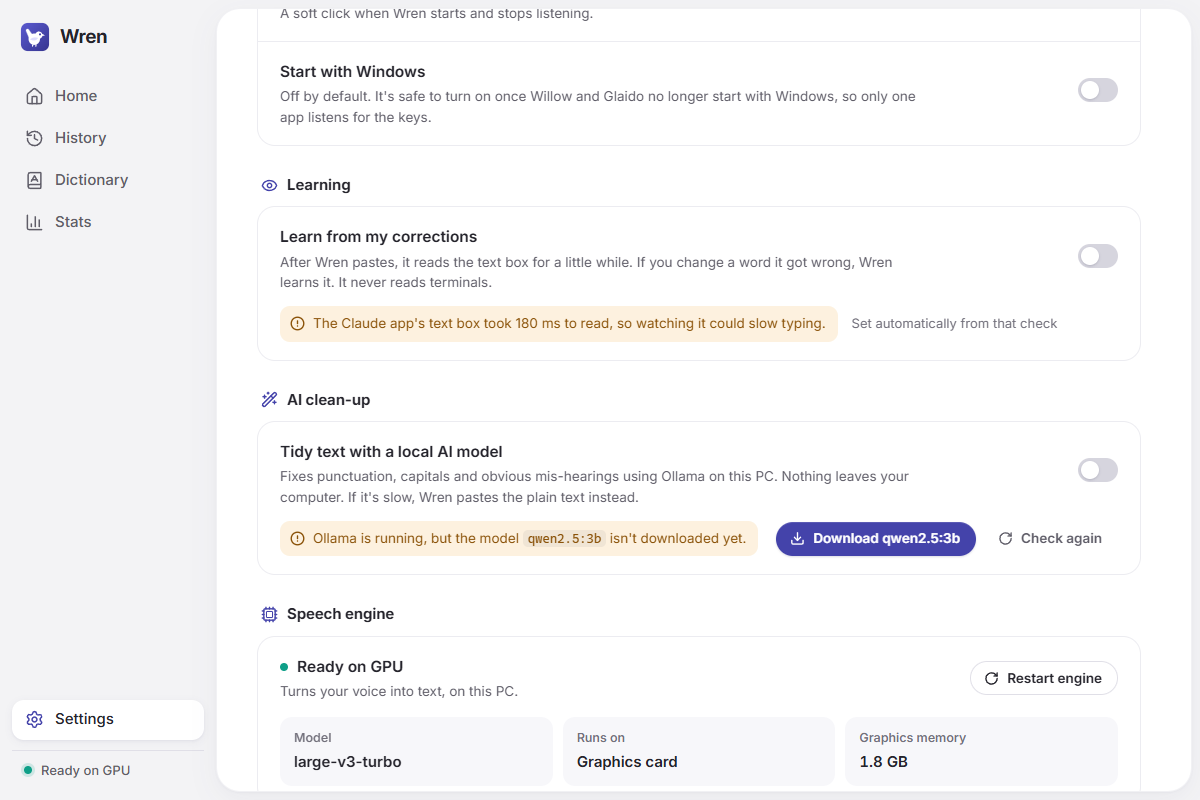 Wren
A soft click when Wren starts and stops listening.
Home
History
Dictionary
Stats
Start with Windows
Off by default. It's safe to turn on once Willow and Glaido no longer start with Windows, so only one
app listens for the keys.
Learning
Learn from my corrections
After Wren pastes, it reads the text box for a little while. If you change a word it got wrong, Wren
learns it. It never reads terminals.
The Claude app's text box took 180 ms to read, so watching it could slow typing.
Set automatically from that check
AI clean-up
Tidy text with a local AI model
Fixes punctuation, capitals and obvious mis-hearings using Ollama on this PC. Nothing leaves your
computer. If it's slow, Wren pastes the plain text instead.
Ollama is running, but the model qwen2.5:3b isn't downloaded yet.
Download qwen2.5:3b
Check again
Speech engine
Ready on GPU
Turns your voice into text, on this PC.
Restart engine
Model
large-v3-turbo
Runs on
Graphics card
Graphics memory
1.8 GB
Settings
Ready on GPU